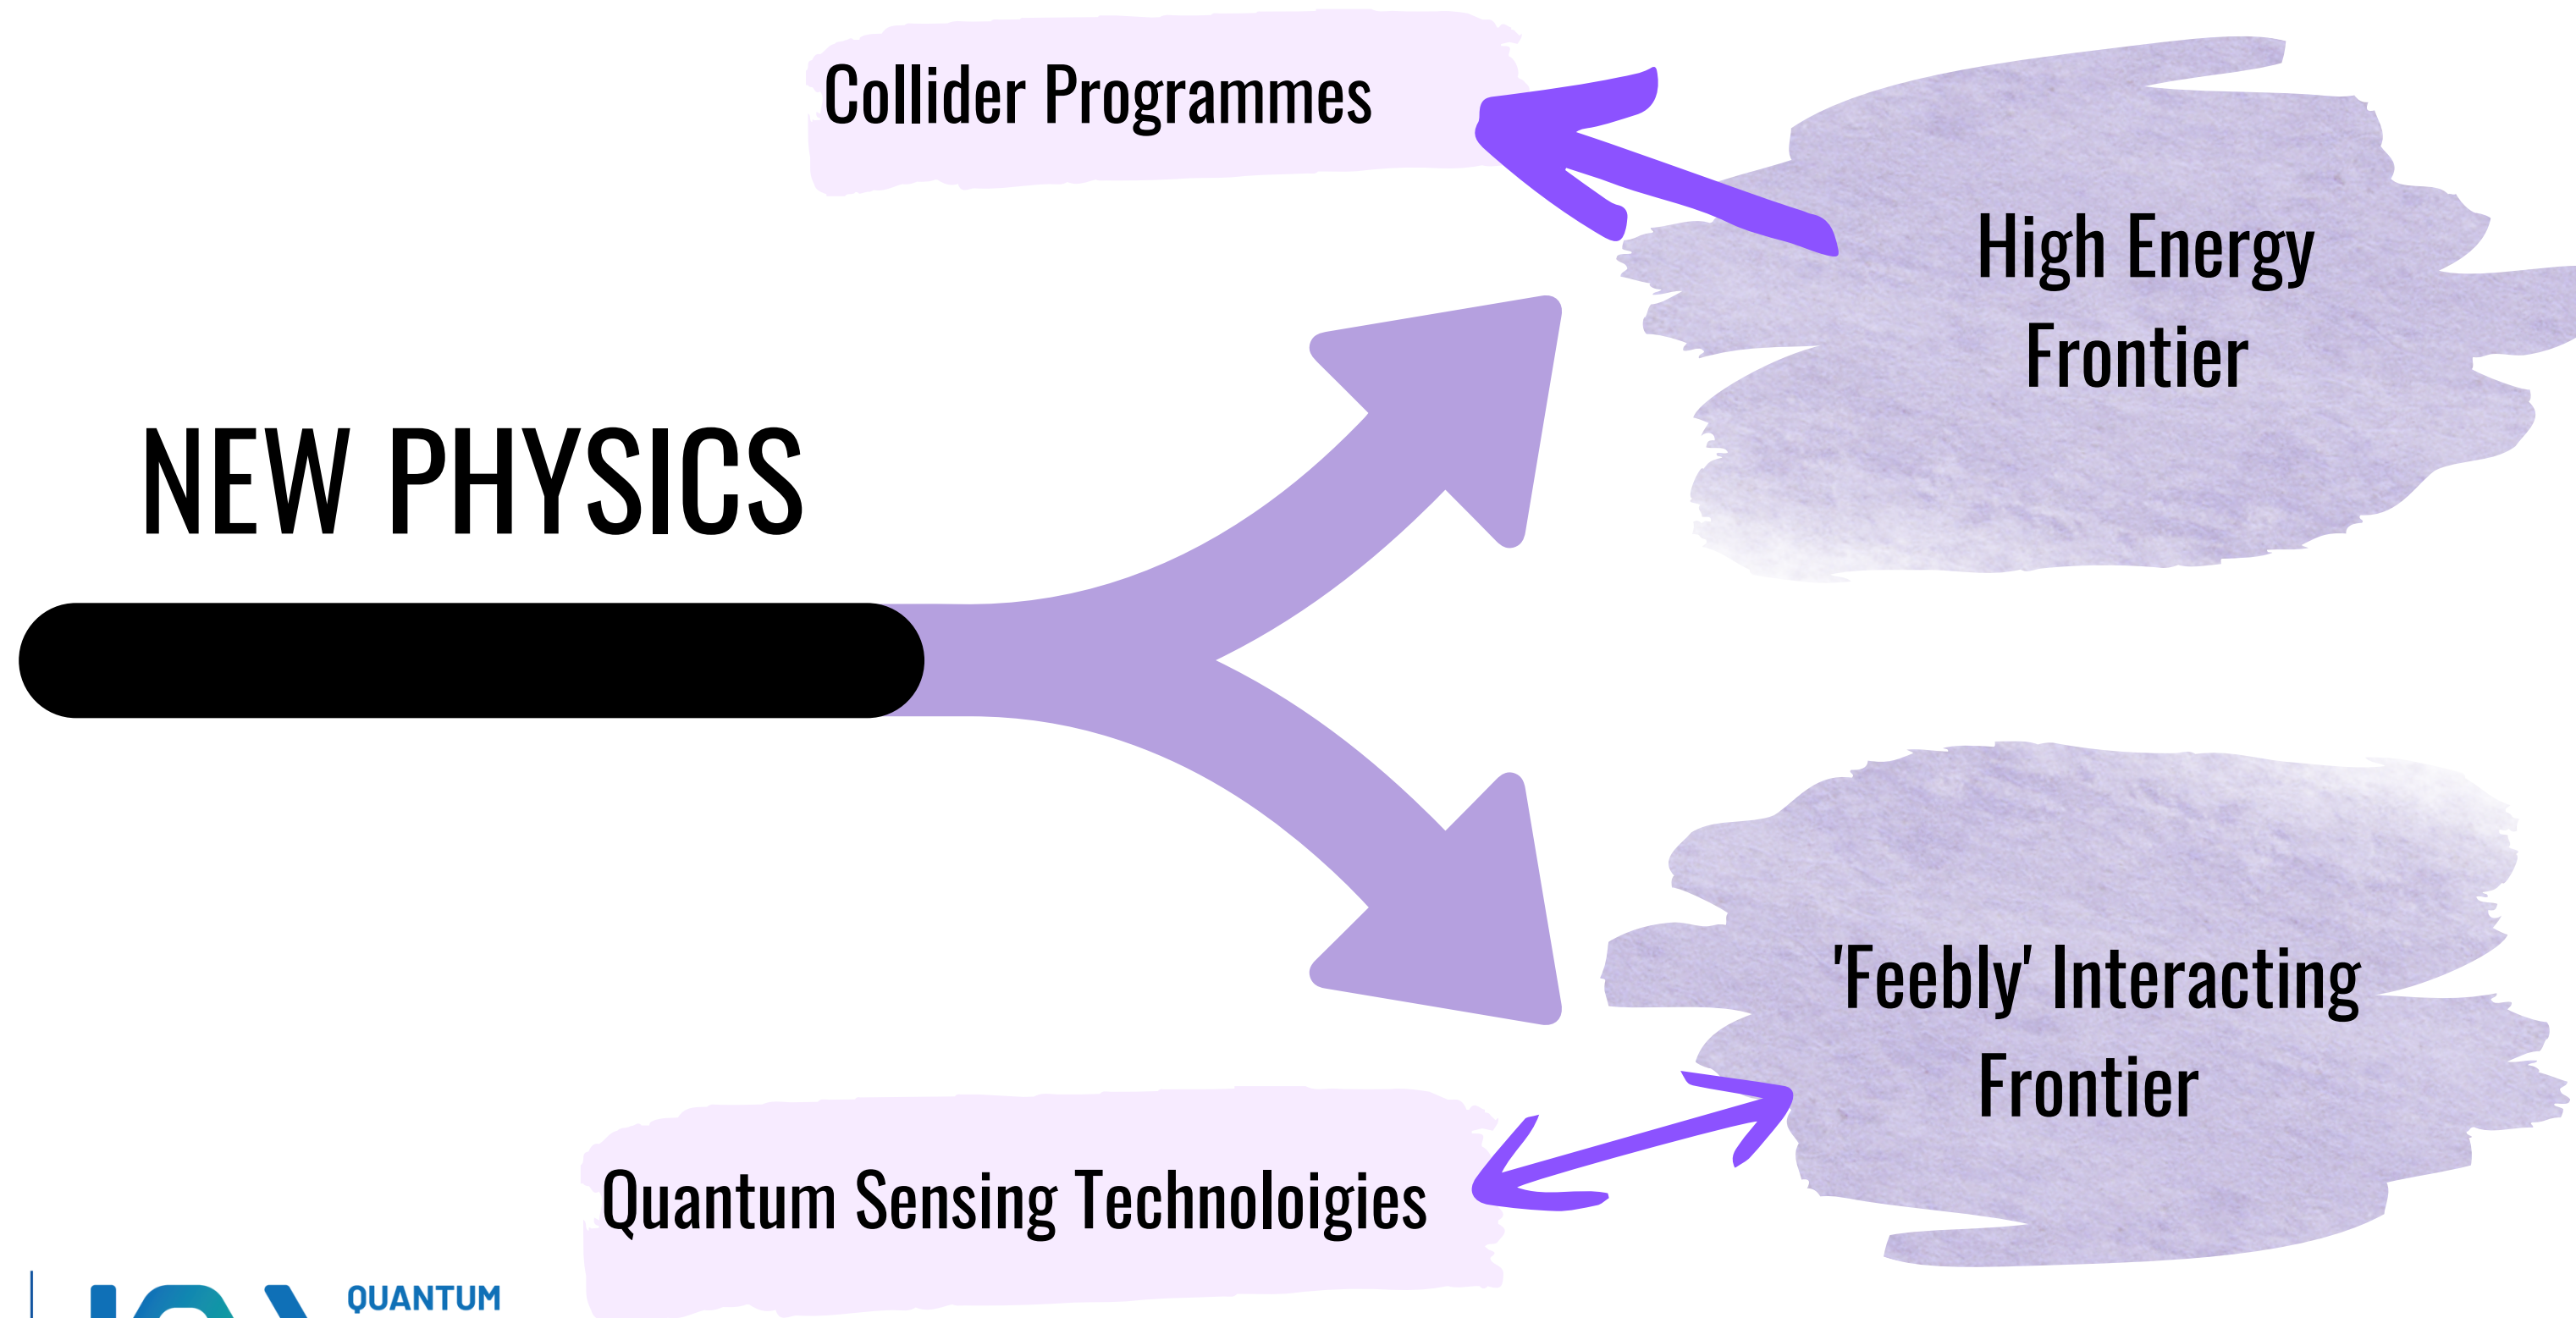 Collider Programmes
High Energy
Frontier
NEW PHYSICS
'Feebly' Interacting
Frontier
Quantum Sensing Technoloigies
QUANTUM